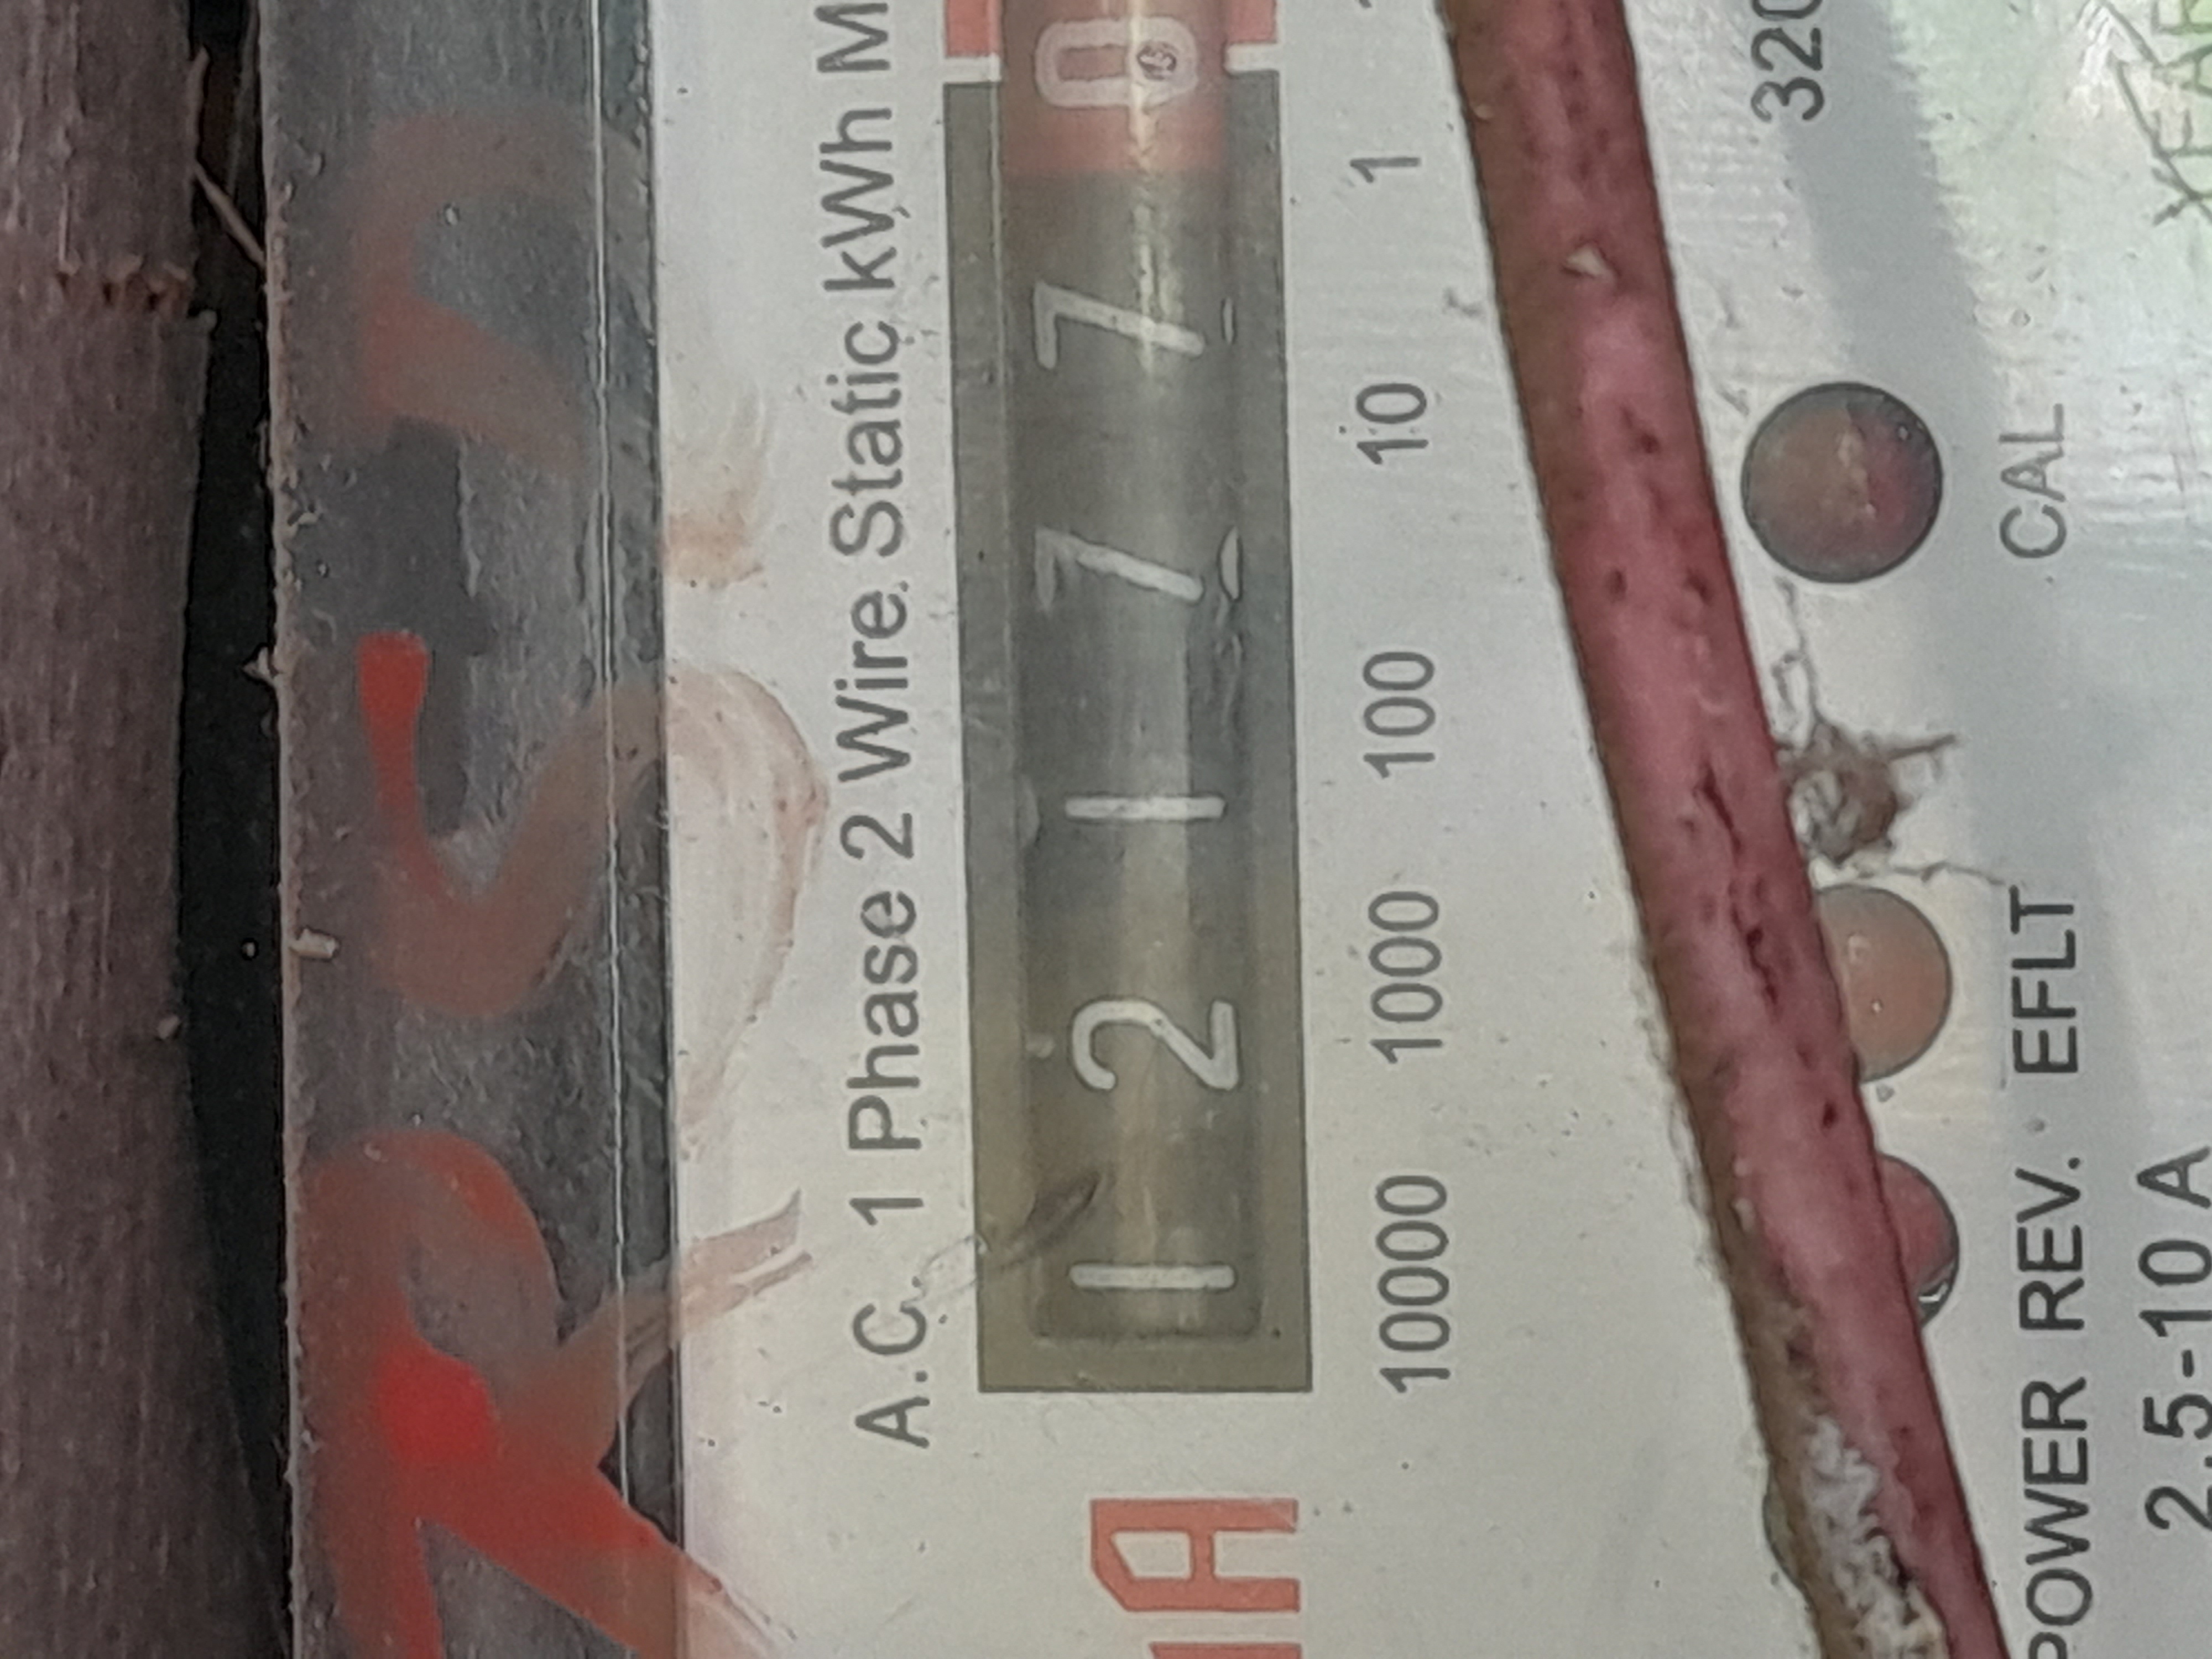 A.C. 1 Phase 2 Wire Static kWh M
1 2 1 7 7 0
10000 1000 100 10 1
320
CAL
POWER REV. EFLT
2.5-10 A
YEAR